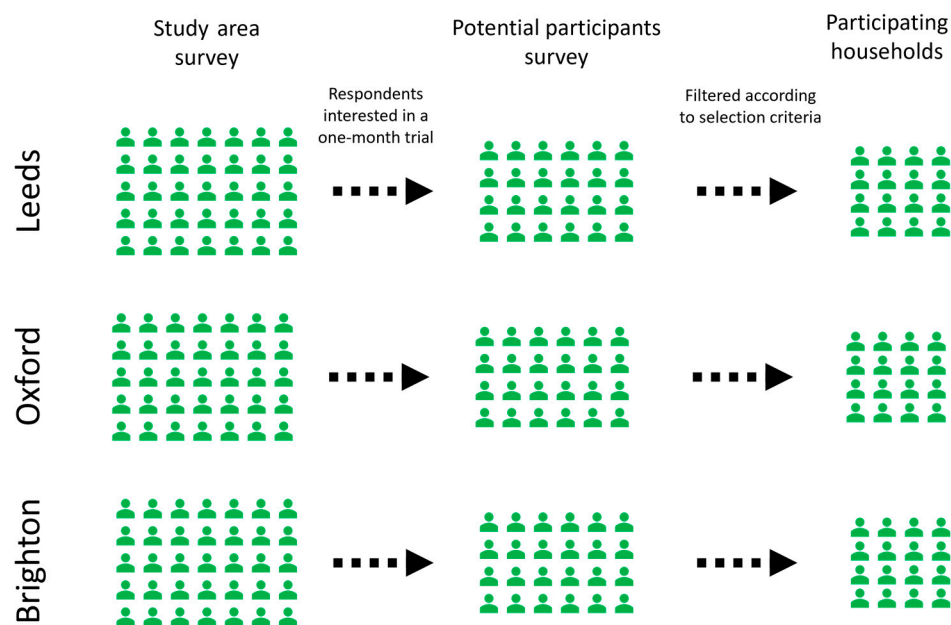 Study area
survey
Potential participants
survey
Participating
households
Respondents
interested in a
one-month trial
Filtered according
to selection criteria
Leeds
Oxford
Brighton